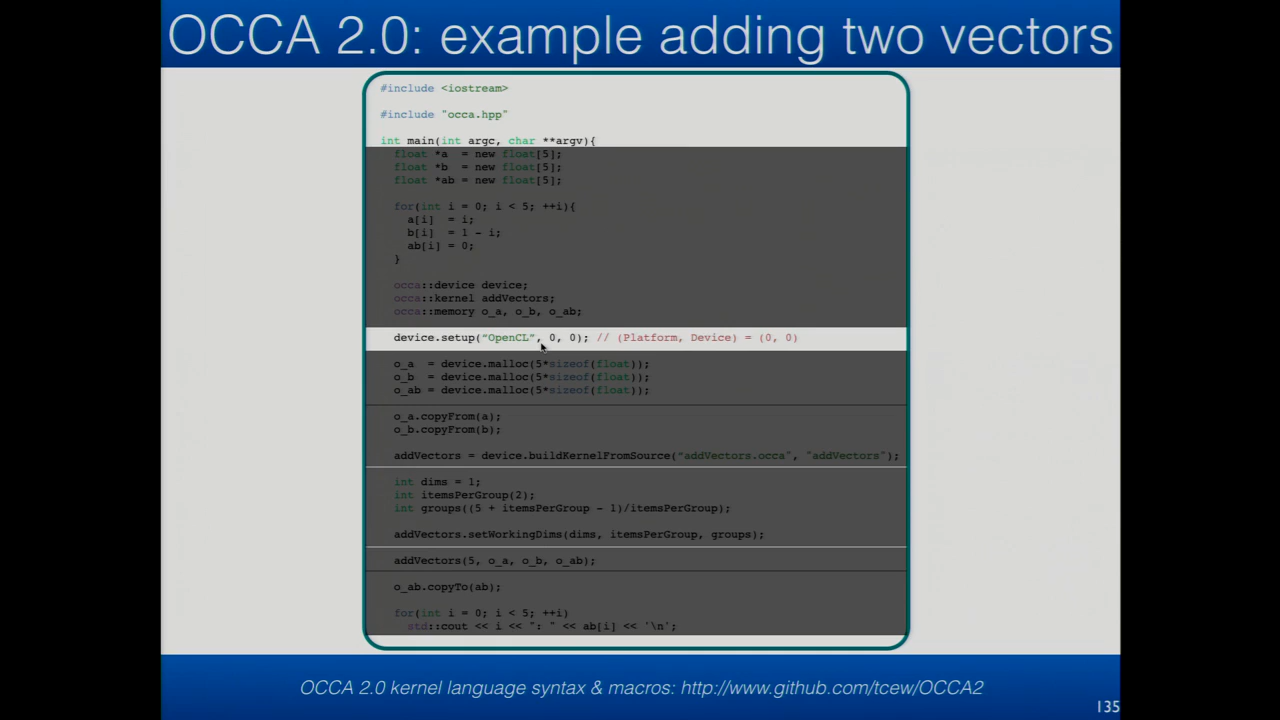 OCCA 2.0: example adding two vectors
#include <iostream>
#include "occa.hpp"
int main(int argc, char **argv){
float *a  = new float[5];
float *b  = new float[5];
float *ab = new float[5];
for(int i = 0; i < 5; ++i){
a[i]  = i;
b[i]  = 1 - i;
ab[i] = 0;
}
occa::device device;
occa::kernel addVectors;
occa::memory o_a, o_b, o_ab;
device.setup("OpenCL", 0, 0); // (Platform, Device) = (0, 0)
o_a  = device.malloc(5*sizeof(float));
o_b  = device.malloc(5*sizeof(float));
o_ab = device.malloc(5*sizeof(float));
o_a.copyFrom(a);
o_b.copyFrom(b);
addVectors = device.buildKernelFromSource("addVectors.occa", "addVectors");
int dims = 1;
int itemsPerGroup(2);
int groups((5 + itemsPerGroup - 1)/itemsPerGroup);
addVectors.setWorkingDims(dims, itemsPerGroup, groups);
addVectors(5, o_a, o_b, o_ab);
o_ab.copyTo(ab);
for(int i = 0; i < 5; ++i)
std::cout << i << ": " << ab[i] << '\n';
OCCA 2.0 kernel language syntax & macros: http://www.github.com/tcew/OCCA2
135